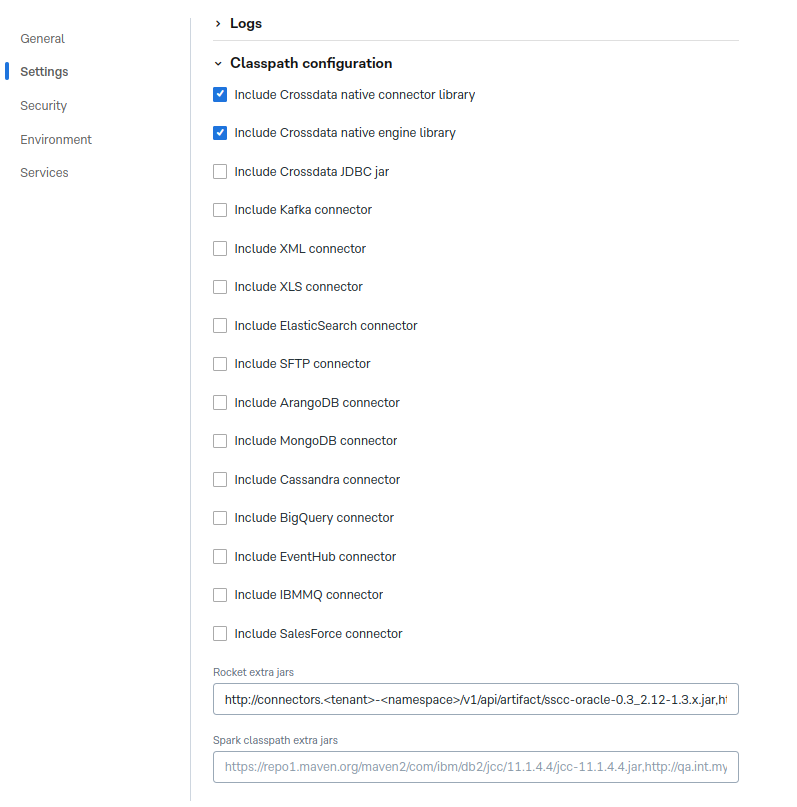 General
Settings
Security
Environment
Services
Logs
Classpath configuration
Include Crossdata native connector library
Include Crossdata native engine library
Include Crossdata JDBC jar
Include Kafka connector
Include XML connector
Include XLS connector
Include ElasticSearch connector
Include SFTP connector
Include ArangoDB connector
Include MongoDB connector
Include Cassandra connector
Include BigQuery connector
Include EventHub connector
Include IBMMQ connector
Include SalesForce connector
Rocket extra jars
http://connectors.<tenant>-<namespace>/v1/api/artifact/sscc-oracle-0.3_2.12-1.3.x.jar,ht
Spark classpath extra jars
https://repo1.maven.org/maven2/com/ibm/db2/jcc/11.1.4.4/jcc-11.1.4.4.jar,http://qa.int.my